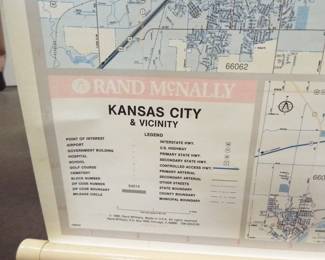 66062
RAND McNALLY
KANSAS CITY
& VICINITY
LEGEND
POINT OF INTEREST
AIRPORT
GOVERNMENT BUILDING
HOSPITAL
SCHOOL
GOLF COURSE
CEMETERY
BLOCK NUMBER
ZIP CODE NUMBER
ZIP CODE BOUNDARY
MILEAGE CIRCLE
INTERSTATE HWY.
U.S. HIGHWAY
PRIMARY STATE HWY.
SECONDARY STATE HWY.
CONTROLLED ACCESS HWY.
PRIMARY ARTERIAL
SECONDARY ARTERIAL
OTHER STREETS
STATE BOUNDARY
COUNTY BOUNDARY
MUNICIPAL BOUNDARY